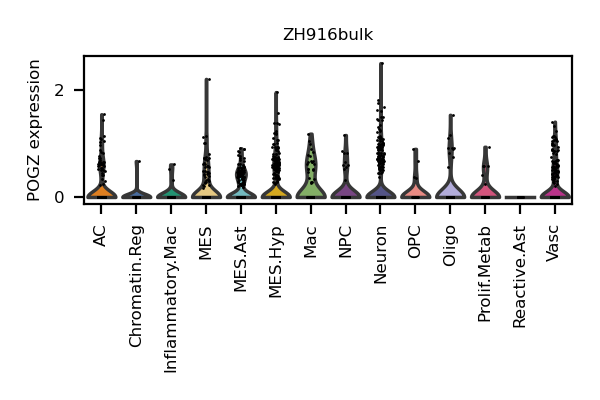 ZH916bulk
POGZ expression
2
0
AC
Chromatin.Reg
Inflammatory.Mac
MES
MES.Ast
MES.Hyp
Mac
NPC
Neuron
OPC
Oligo
Prolif.Metab
Reactive.Ast
Vasc